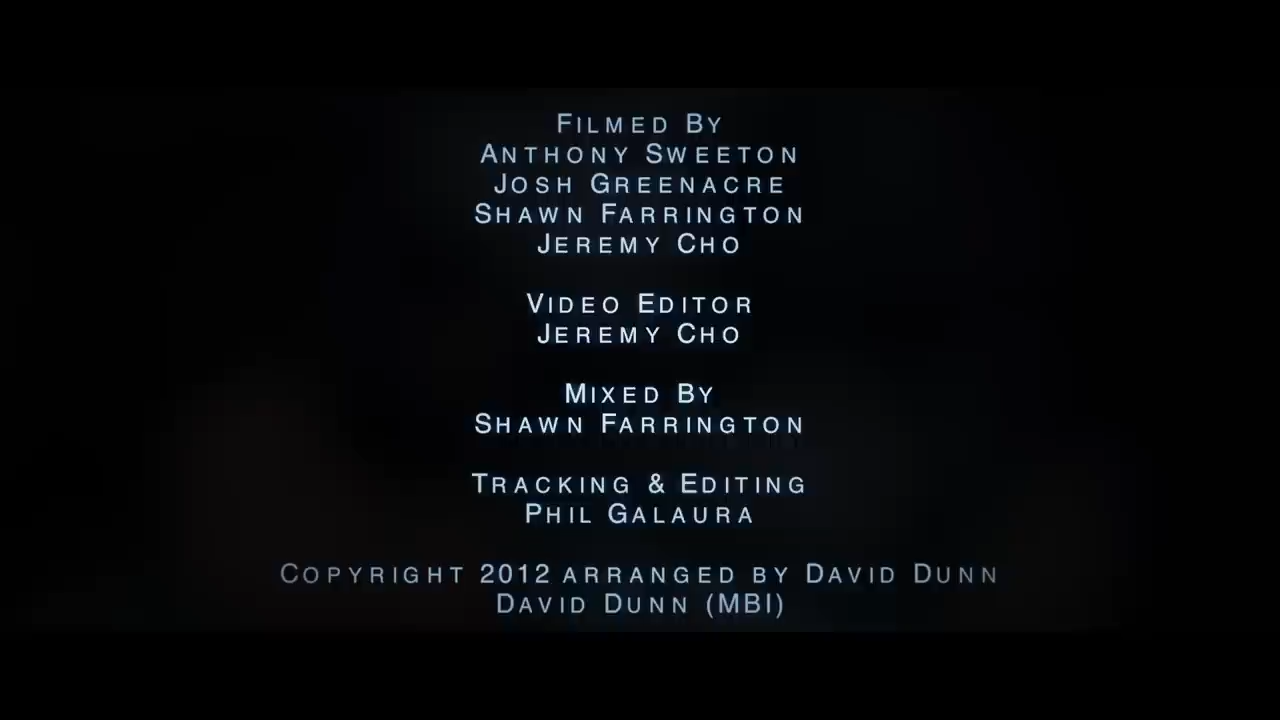 Filmed By
Anthony Sweeton
Josh Greenacre
Shawn Farrington
Jeremy Cho
Video Editor
Jeremy Cho
Mixed By
Shawn Farrington
Tracking & Editing
Phil Galaura
Copyright 2012 arranged by David Dunn
David Dunn (MBI)